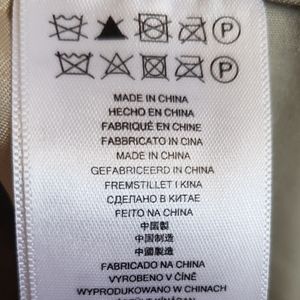 MADE IN CHINA
HECHO EN CHINA
FABRIQUÉ EN CHINE
FABBRICATO IN CINA
MADE IN CHINA
GEFABRICEERD IN CHINA
FREMSTILLET I KINA
СДЕЛАНО В КИТАЕ
FEITO NA CHINA
中國製
中国制造
中國製造
FABRICADO NA CHINA
VYROBENO V ČÍNĚ
WYPRODUKOWANO W CHINACH